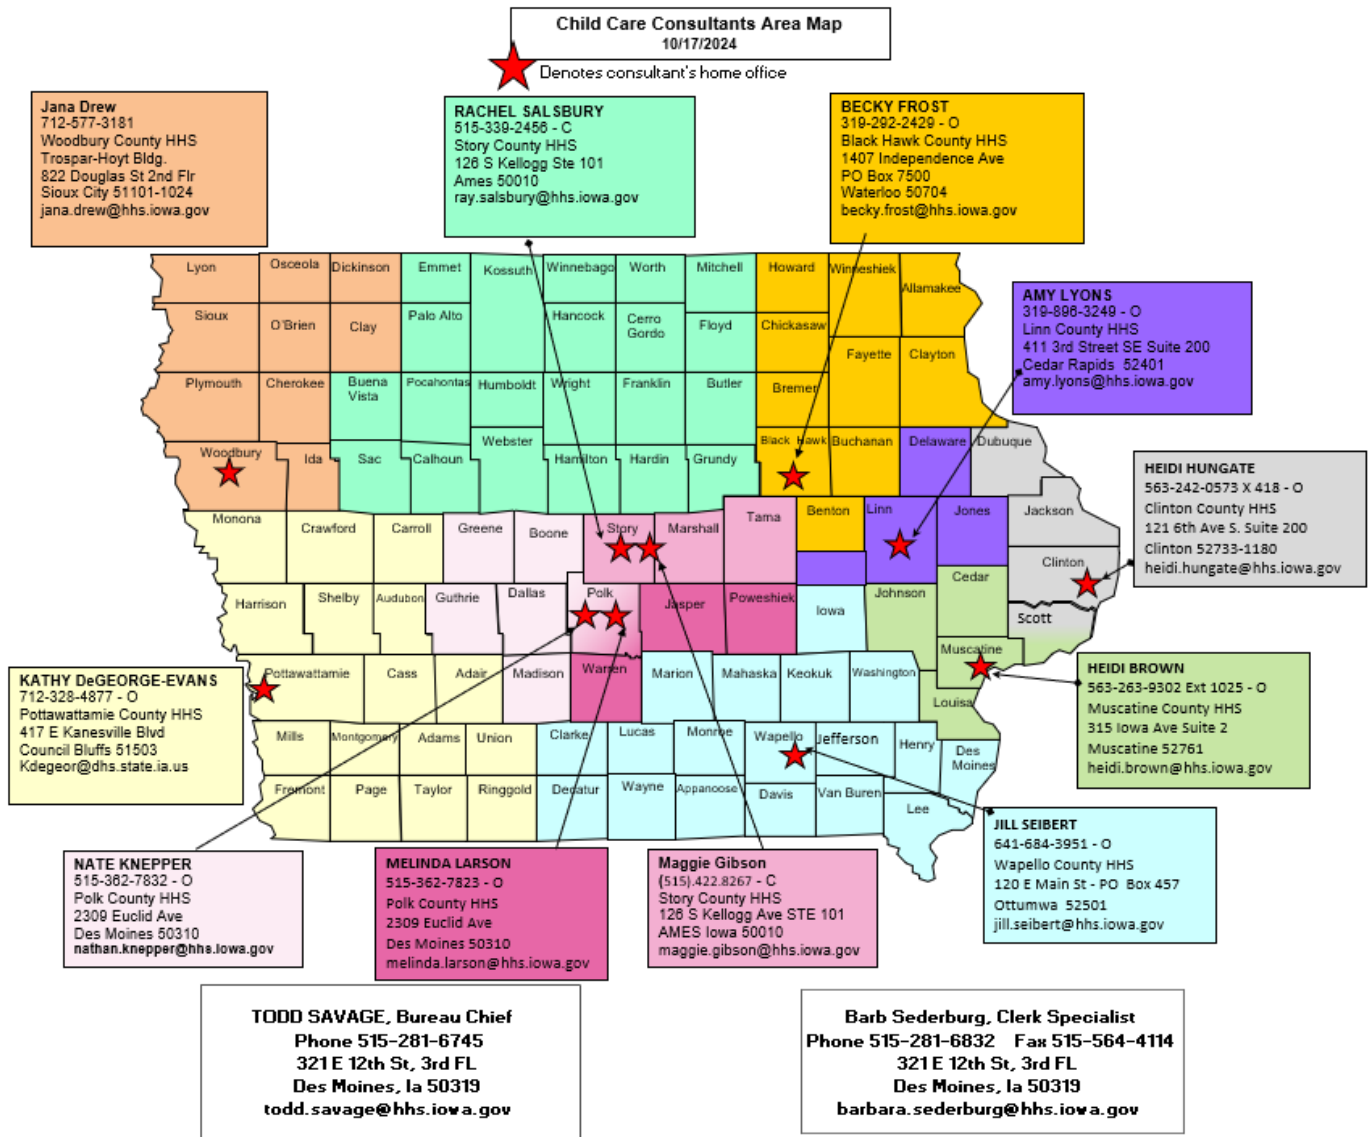 Child Care Consultants Area Map
10/17/2024
Denotes consultant's home office
Jana Drew
712-577-3181
Woodbury County HHS
Trospar-Hoyt Bldg.
822 Douglas St 2nd Flr
Sioux City 51101-1024
jana.drew@hhs.iowa.gov
RACHEL SALSBURY
515-339-2456 - C
Story County HHS
126 S Kellogg Ste 101
Ames 50010
ray.salsbury@hhs.iowa.gov
BECKY FROST
319-292-2429 - O
Black Hawk County HHS
1407 Independence Ave
PO Box 7500
Waterloo 50704
becky.frost@hhs.iowa.gov
AMY LYONS
319-896-3249 - O
Linn County HHS
411 3rd Street SE Suite 200
Cedar Rapids 52401
amy.lyons@hhs.iowa.gov
HEIDI HUNGATE
563-242-0573 X 418 - O
Clinton County HHS
121 6th Ave S. Suite 200
Clinton 52733-1180
heidi.hungate@hhs.iowa.gov
Lyon Osceola Dickinson Emmet Kossuth Winnebago Worth Mitchell Howard Winneshiek Allamakee
Sioux O'Brien Clay Palo Alto Hancock Cerro Gordo Floyd Chickasaw
Fayette Clayton
Plymouth Cherokee Buena Vista Pocahontas Humboldt Wright Franklin Butler Bremer
Woodbury Ida Sac Calhoun Webster Hamilton Hardin Grundy Black Hawk Buchanan Delaware Dubuque
Monona Crawford Carroll Greene Boone Story Marshall Tama Benton Linn Jones Jackson
Clinton
Harrison Shelby Audubon Guthrie Dallas Polk Jasper Poweshiek Iowa Johnson Cedar
Scott
Muscatine
Pottawattamie Cass Adair Madison Warren Marion Mahaska Keokuk Washington Louisa
Mills Montgomery Adams Union Clarke Lucas Monroe Wapello Jefferson Henry Des Moines
Fremont Page Taylor Ringgold Decatur Wayne Appanoose Davis Van Buren Lee
KATHY DeGEORGE-EVANS
712-328-4877 - O
Pottawattamie County HHS
417 E Kanesville Blvd
Council Bluffs 51503
Kdegeor@dhs.state.ia.us
HEIDI BROWN
563-263-9302 Ext 1025 - O
Muscatine County HHS
315 Iowa Ave Suite 2
Muscatine 52761
heidi.brown@hhs.iowa.gov
JILL SEIBERT
641-684-3951 - O
Wapello County HHS
120 E Main St - PO Box 457
Ottumwa 52501
jill.seibert@hhs.iowa.gov
NATE KNEPPER
515-362-7832 - O
Polk County HHS
2309 Euclid Ave
Des Moines 50310
nathan.knepper@hhs.iowa.gov
MELINDA LARSON
515-362-7823 - O
Polk County HHS
2309 Euclid Ave
Des Moines 50310
melinda.larson@hhs.iowa.gov
Maggie Gibson
(515).422.8267 - C
Story County HHS
126 S Kellogg Ave STE 101
AMES Iowa 50010
maggie.gibson@hhs.iowa.gov
TODD SAVAGE, Bureau Chief
Phone 515-281-6745
321 E 12th St, 3rd FL
Des Moines, Ia 50319
todd.savage@hhs.iowa.gov
Barb Sederburg, Clerk Specialist
Phone 515-281-6832 Fax 515-564-4114
321 E 12th St, 3rd FL
Des Moines, Ia 50319
barbara.sederburg@hhs.iowa.gov